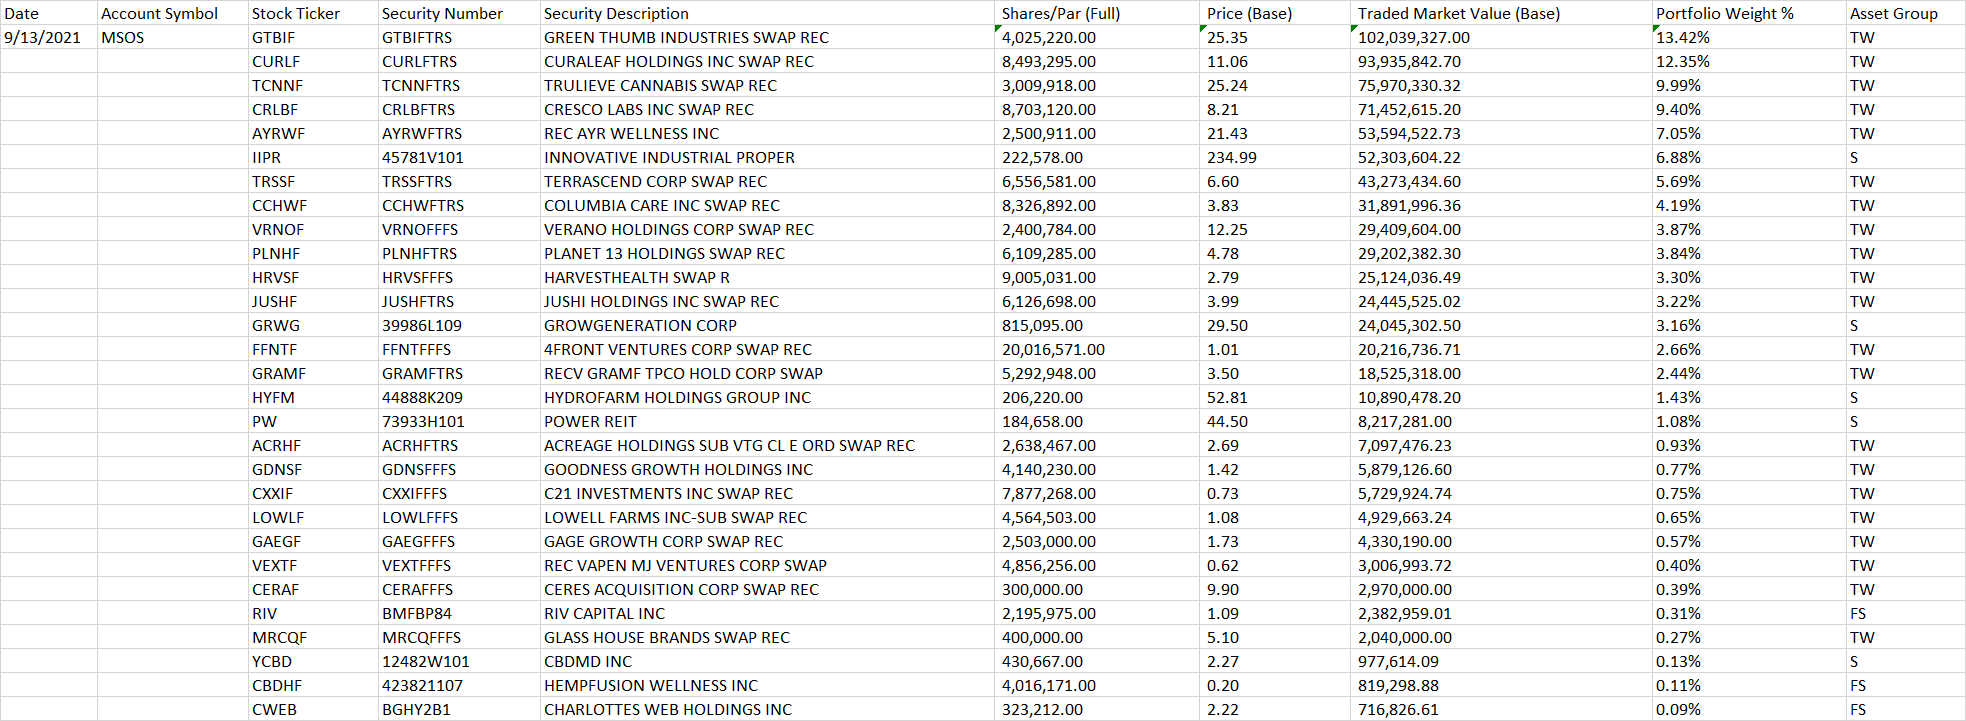 Date Account Symbol Stock Ticker Security Number Security Description Shares/Par (Full) Price (Base) Traded Market Value (Base) Portfolio Weight % Asset Group
9/13/2021 MSOS GTBIF GTBIFTRS GREEN THUMB INDUSTRIES SWAP REC 4,025,220.00 25.35 102,039,327.00 13.42% TW
CURLF CURLFTRS CURALEAF HOLDINGS INC SWAP REC 8,493,295.00 11.06 93,935,842.70 12.35% TW
TCNNF TCNNFTRS TRULIEVE CANNABIS SWAP REC 3,009,918.00 25.24 75,970,330.32 9.99% TW
CRLBF CRLBFTRS CRESCO LABS INC SWAP REC 8,703,120.00 8.21 71,452,615.20 9.40% TW
AYRWF AYRWFTRS REC AYR WELLNESS INC 2,500,911.00 21.43 53,594,522.73 7.05% TW
IIPR 45781V101 INNOVATIVE INDUSTRIAL PROPER 222,578.00 234.99 52,303,604.22 6.88% S
TRSSF TRSSFTRS TERRASCEND CORP SWAP REC 6,556,581.00 6.60 43,273,434.60 5.69% TW
CCHWF CCHWFTRS COLUMBIA CARE INC SWAP REC 8,326,892.00 3.83 31,891,996.36 4.19% TW
VRNOF VRNOFFFS VERANO HOLDINGS CORP SWAP REC 2,400,784.00 12.25 29,409,604.00 3.87% TW
PLNHF PLNHFTRS PLANET 13 HOLDINGS SWAP REC 6,109,285.00 4.78 29,202,382.30 3.84% TW
HRVSF HRVSFFFS HARVESTHEALTH SWAP R 9,005,031.00 2.79 25,124,036.49 3.30% TW
JUSHF JUSHFTRS JUSHI HOLDINGS INC SWAP REC 6,126,698.00 3.99 24,445,525.02 3.22% TW
GRWG 39986L109 GROWGENERATION CORP 815,095.00 29.50 24,045,302.50 3.16% S
FFNTF FFNTFFFS 4FRONT VENTURES CORP SWAP REC 20,016,571.00 1.01 20,216,736.71 2.66% TW
GRAMF GRAMFTRS RECV GRAMF TPCO HOLD CORP SWAP 5,292,948.00 3.50 18,525,318.00 2.44% TW
HYFM 44888K209 HYDROFARM HOLDINGS GROUP INC 206,220.00 52.81 10,890,478.20 1.43% S
PW 73933H101 POWER REIT 184,658.00 44.50 8,217,281.00 1.08% S
ACRHF ACRHFTRS ACREAGE HOLDINGS SUB VTG CL E ORD SWAP REC 2,638,467.00 2.69 7,097,476.23 0.93% TW
GDNSF GDNSFFFS GOODNESS GROWTH HOLDINGS INC 4,140,230.00 1.42 5,879,126.60 0.77% TW
CXXIF CXXIFFFS C21 INVESTMENTS INC SWAP REC 7,877,268.00 0.73 5,729,924.74 0.75% TW
LOWLF LOWLFFFS LOWELL FARMS INC-SUB SWAP REC 4,564,503.00 1.08 4,929,663.24 0.65% TW
GAEGF GAEGFFFS GAGE GROWTH CORP SWAP REC 2,503,000.00 1.73 4,330,190.00 0.57% TW
VEXTF VEXTFFFS REC VAPEN MJ VENTURES CORP SWAP 4,856,256.00 0.62 3,006,993.72 0.40% TW
CERAF CERAFFFS CERES ACQUISITION CORP SWAP REC 300,000.00 9.90 2,970,000.00 0.39% TW
RIV BMFBP84 RIV CAPITAL INC 2,195,975.00 1.09 2,382,959.01 0.31% FS
MRCQF MRCQFFFS GLASS HOUSE BRANDS SWAP REC 400,000.00 5.10 2,040,000.00 0.27% TW
YCBD 12482W101 CBDMD INC 430,667.00 2.27 977,614.09 0.13% S
CBDHF 423821107 HEMPFUSION WELLNESS INC 4,016,171.00 0.20 819,298.88 0.11% FS
CWEB BGHY2B1 CHARLOTTES WEB HOLDINGS INC 323,212.00 2.22 716,826.61 0.09% FS